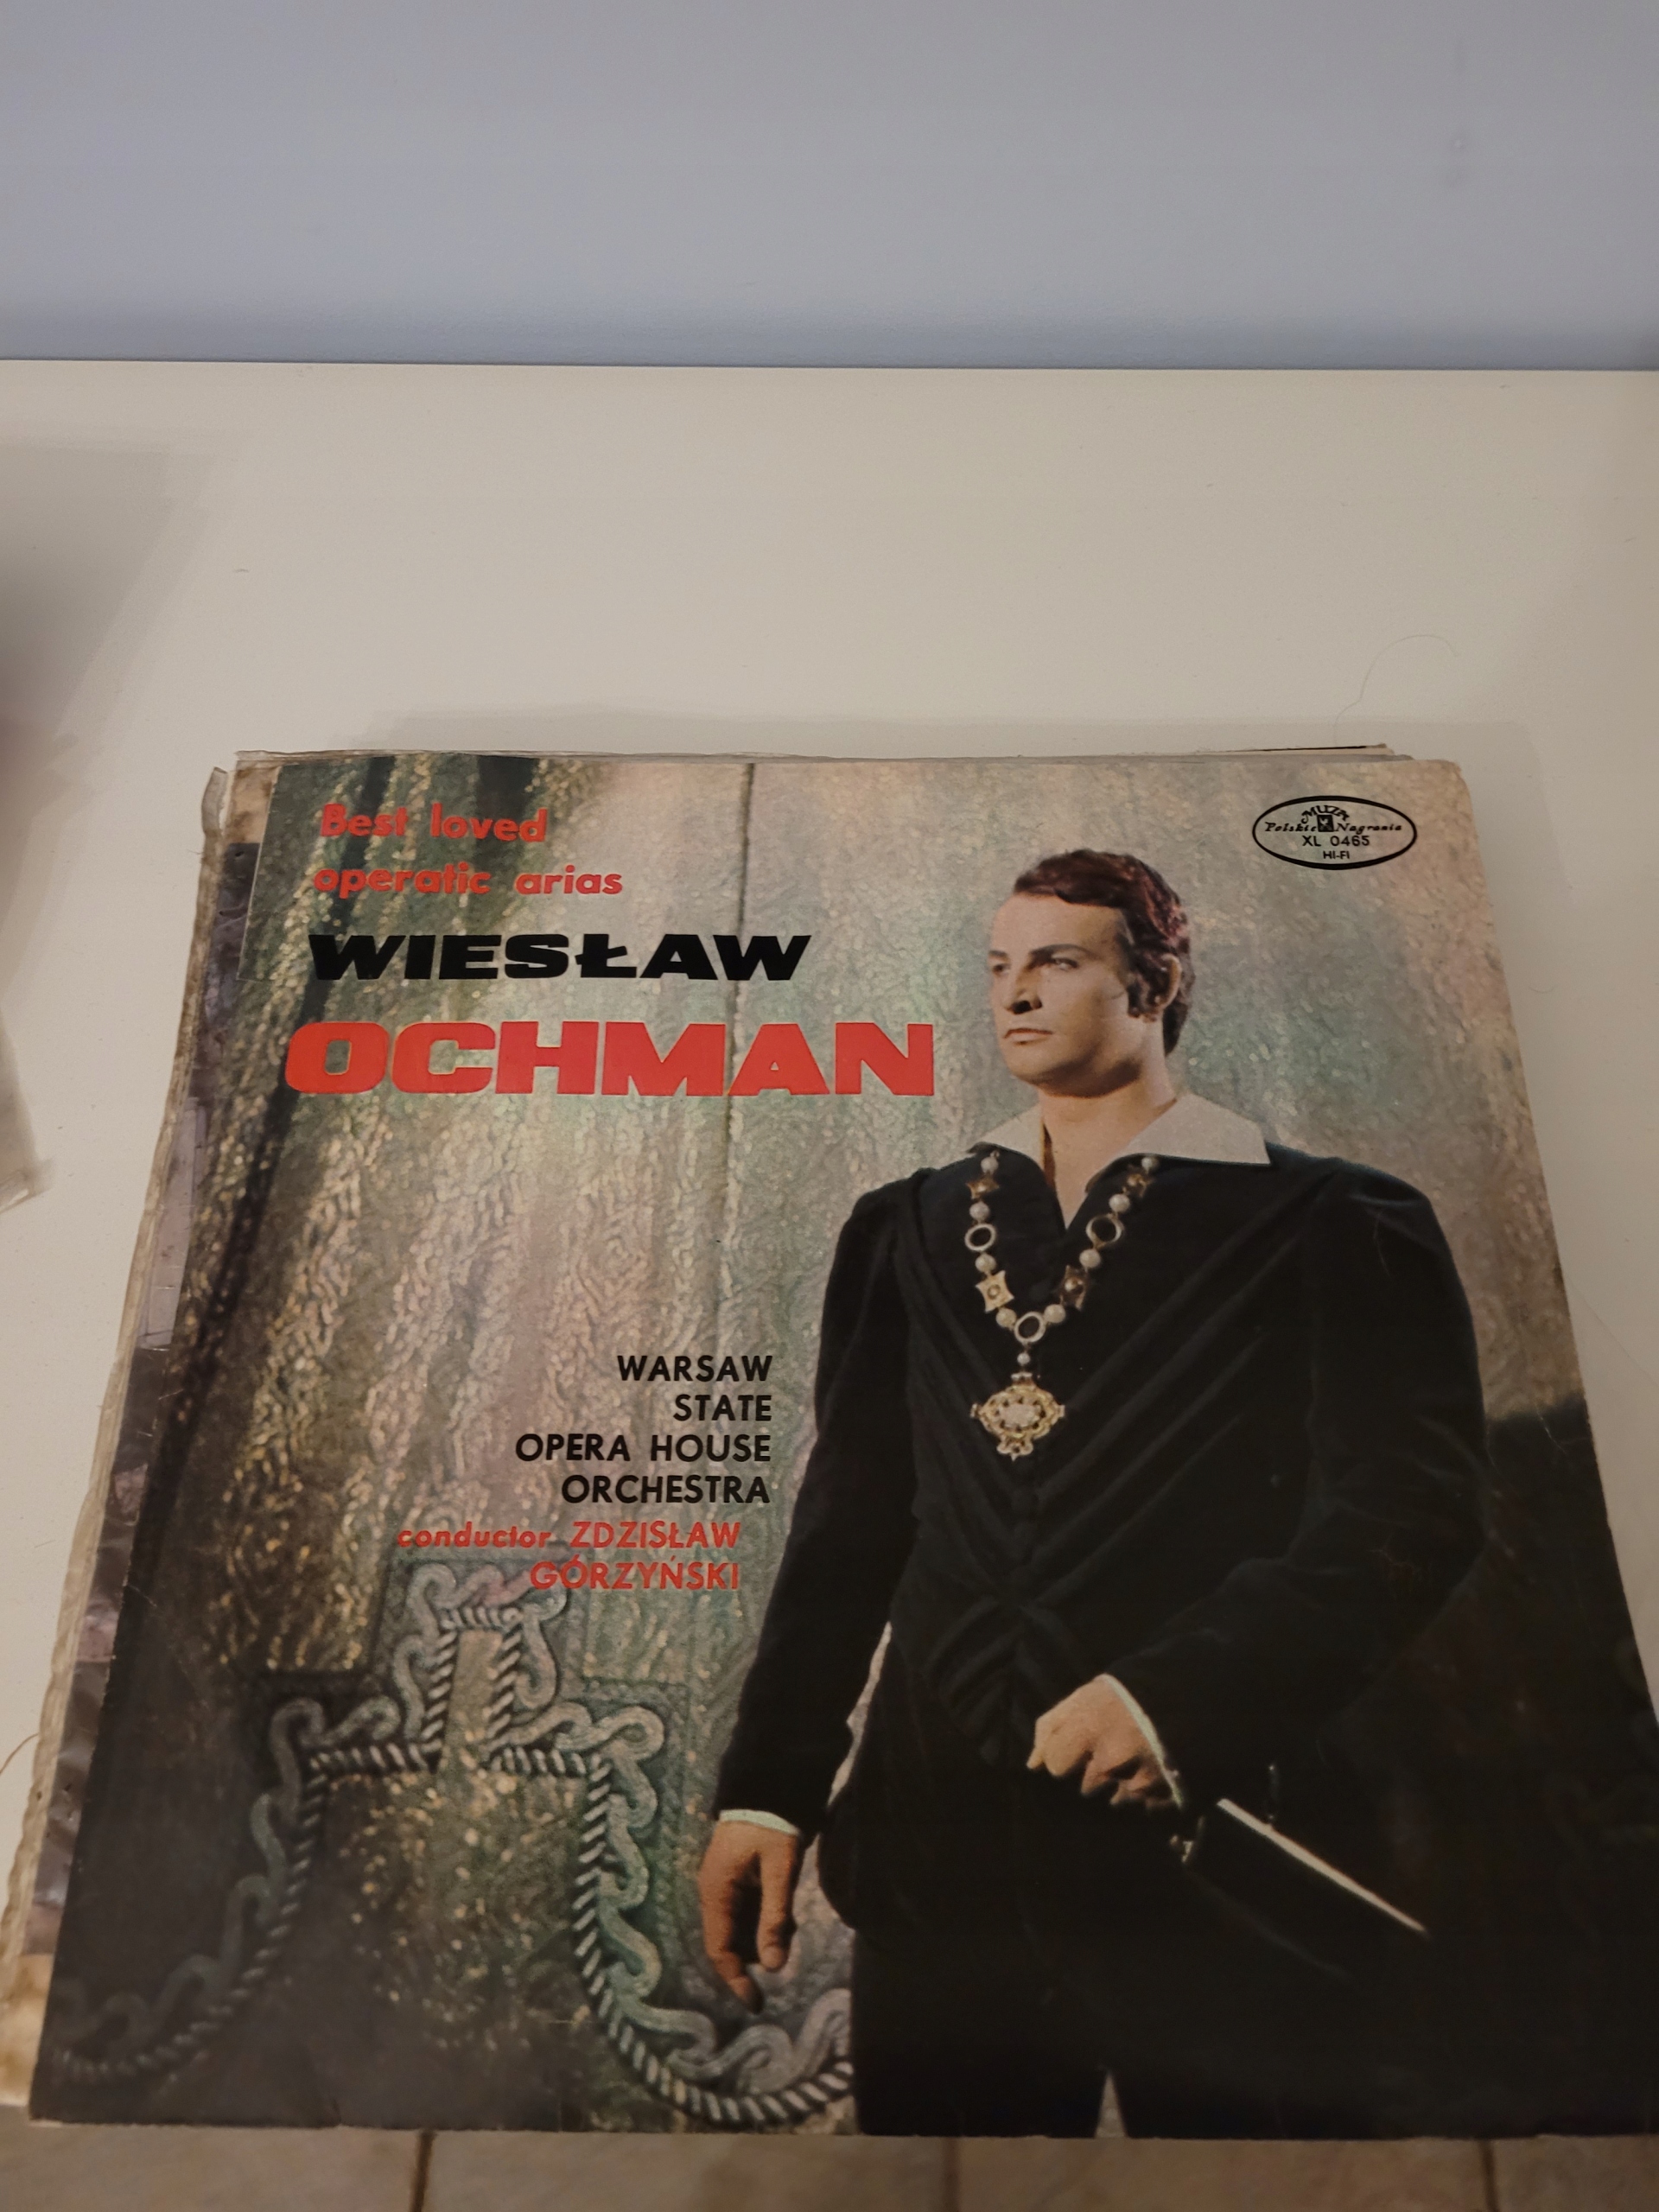 Best loved
operatic arias
WIESŁAW
OCHMAN
MUZA
Polskie Nagrania
XL 0465
HI-FI
WARSAW
STATE
OPERA HOUSE
ORCHESTRA
conductor ZDZISŁAW
GÓRZYŃSKI